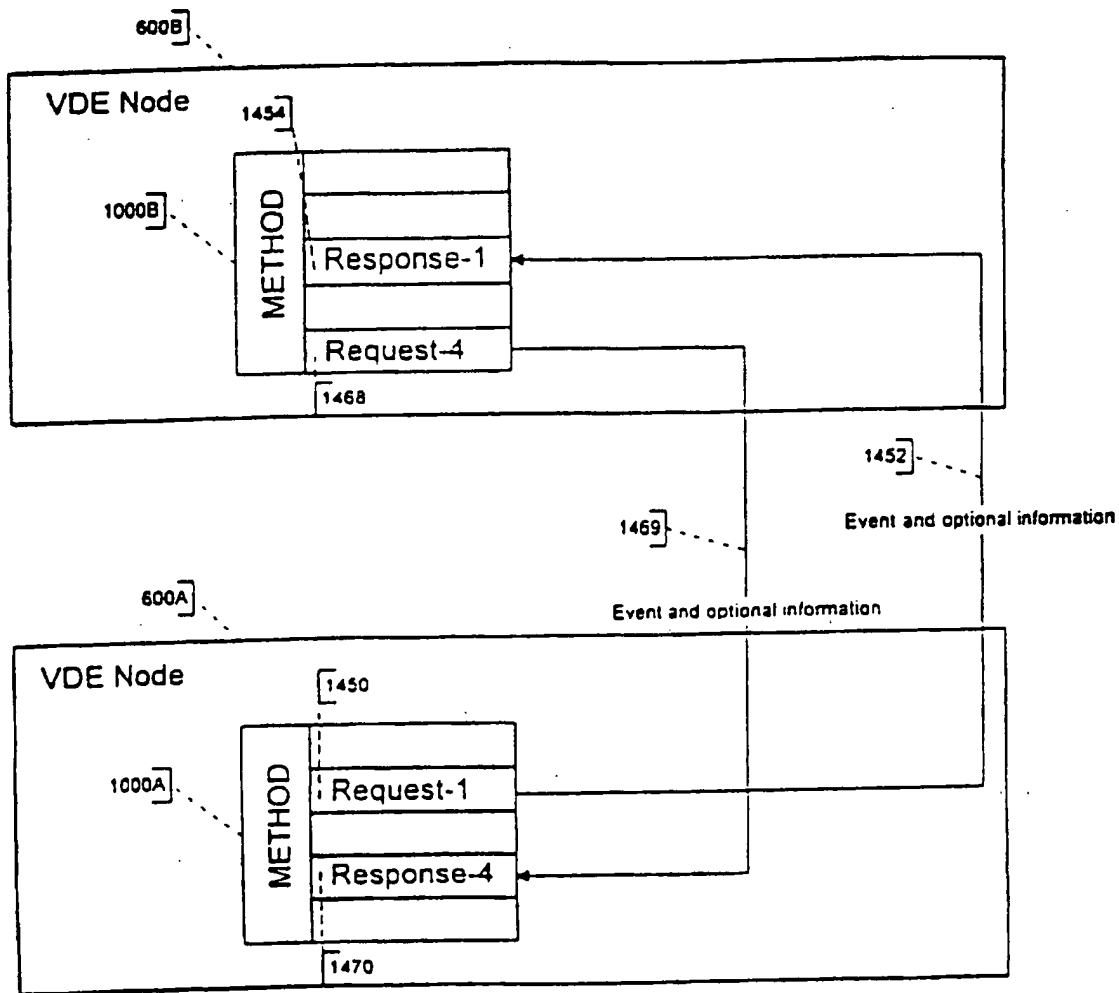 600B
VDE Node
1454
1000B
METHOD
Response-1
Request-4
1468
1452
1469
Event and optional information
600A
Event and optional information
VDE Node
1450
1000A
METHOD
Request-1
Response-4
1470